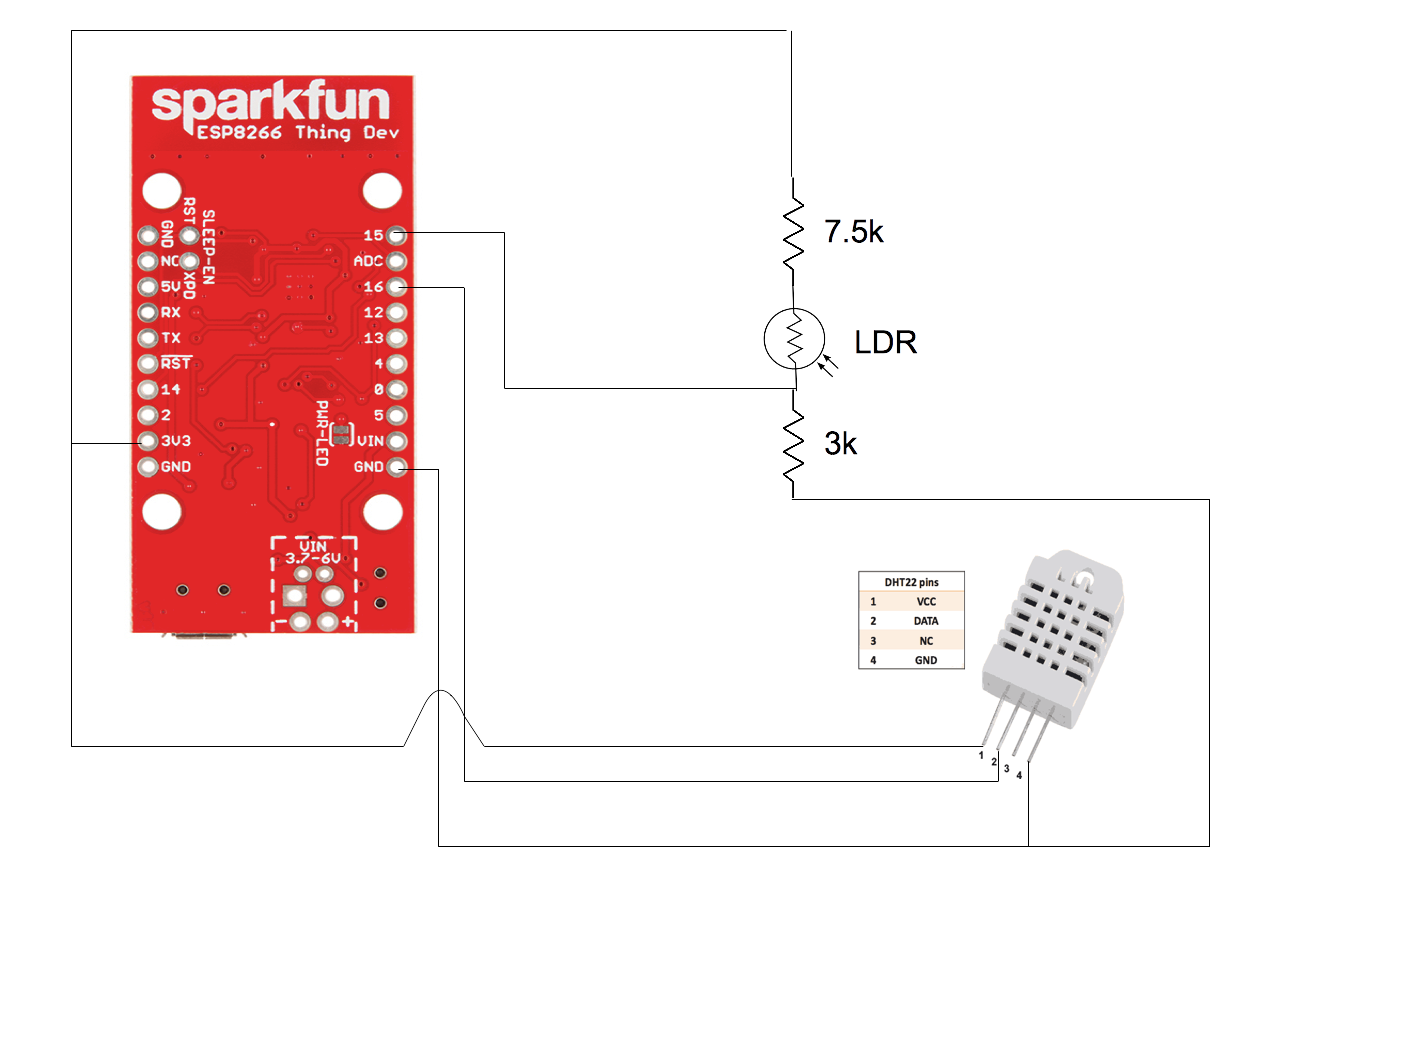 sparkfun
ESP8266 Thing Dev
RST
SLEEP-EN
XPD
GND
NC
5V
RX
TX
RST
14
2
3V3
GND
15
ADC
16
12
13
4
0
5
VIN
GND
PWR-LED
VIN
3.7-6V
- +
7.5k
LDR
3k
DHT22 pins
1 VCC
2 DATA
3 NC
4 GND
1
2
3
4